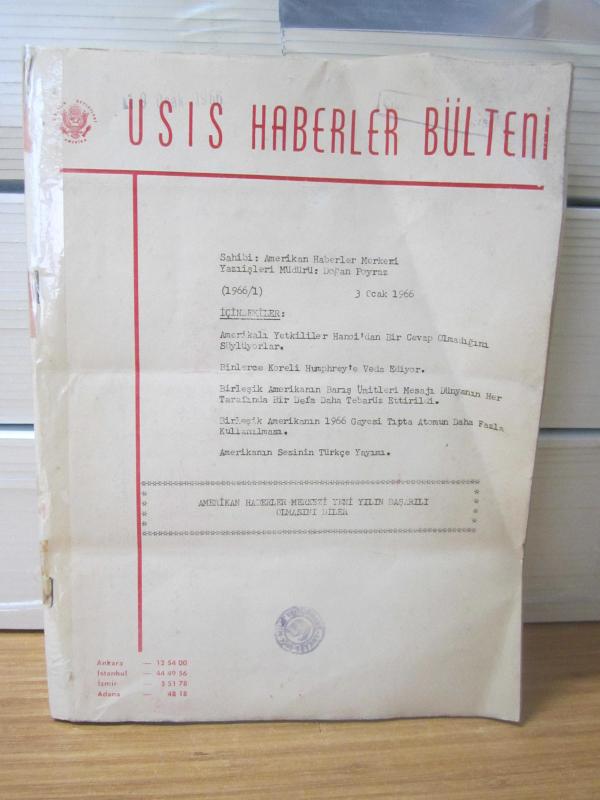 USIS HABERLER BÜLTENİ
Sahibi: Amerikan Haberler Merkezi
Yazıişleri Müdürü: Doğan Poyraz
(1966/1) 3 Ocak 1966
İÇİNDEKİLER:
Amerikalı Yetkililer Hanoi'dan Bir Cevap Olmadığını
Söylüyorlar.
Binlerce Koreli Humphrey'e Veda Ediyor.
Birleşik Amerikanın Barış Ümitleri Mesajı Dünyanın Her
Tarafında Bir Defa Daha Tebarüz Ettirildi.
Birleşik Amerikanın 1966 Gayesi Tıpta Atomun Daha Fazla
Kullanılması.
Amerikanın Sesinin Türkçe Yayını.
AMERİKAN HABERLER MERKEZİ YENİ YILIN BAŞARILI
OLMASINI DİLER
Ankara — 12 54 00
İstanbul — 44 49 56
İzmir — 3 51 78
Adana — 48 18